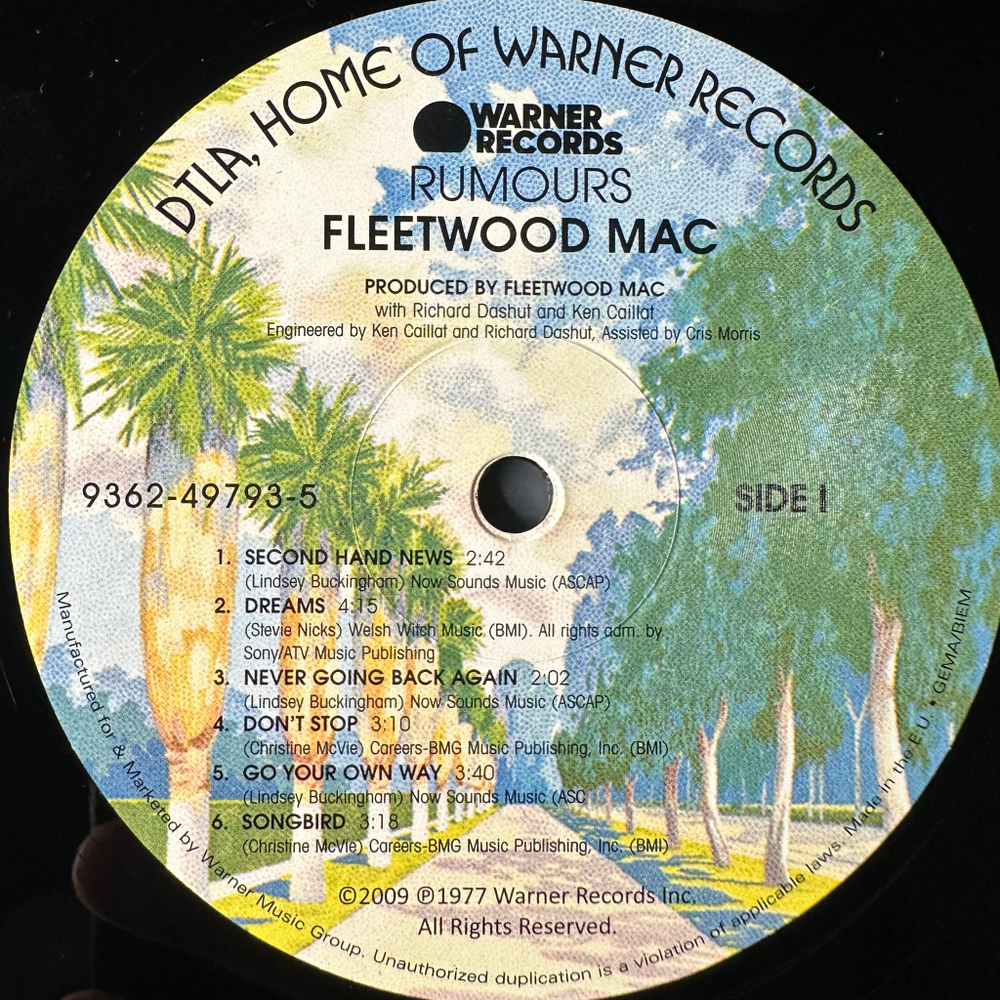 DTLA, HOME OF WARNER RECORDS
WARNER
RECORDS
RUMOURS
FLEETWOOD MAC
PRODUCED BY FLEETWOOD MAC
with Richard Dashut and Ken Caillat
Engineered by Ken Caillat and Richard Dashut, Assisted by Cris Morris
9362-49793-5
SIDE I
1. SECOND HAND NEWS 2:42
(Lindsey Buckingham) Now Sounds Music (ASCAP)
2. DREAMS 4:15
(Stevie Nicks) Welsh Witch Music (BMI). All rights adm. by
Sony/ATV Music Publishing
3. NEVER GOING BACK AGAIN 2:02
(Lindsey Buckingham) Now Sounds Music (ASCAP)
4. DON'T STOP 3:10
(Christine McVie) Careers-BMG Music Publishing, Inc. (BMI)
5. GO YOUR OWN WAY 3:40
(Lindsey Buckingham) Now Sounds Music (ASC
6. SONGBIRD 3:18
(Christine McVie) Careers-BMG Music Publishing, Inc. (BMI)
©2009 ℗1977 Warner Records Inc.
All Rights Reserved.
Manufactured for & Marketed by Warner Music Group. Unauthorized duplication is a violation of applicable laws. Made in the E.U. • GEMA/BIEM